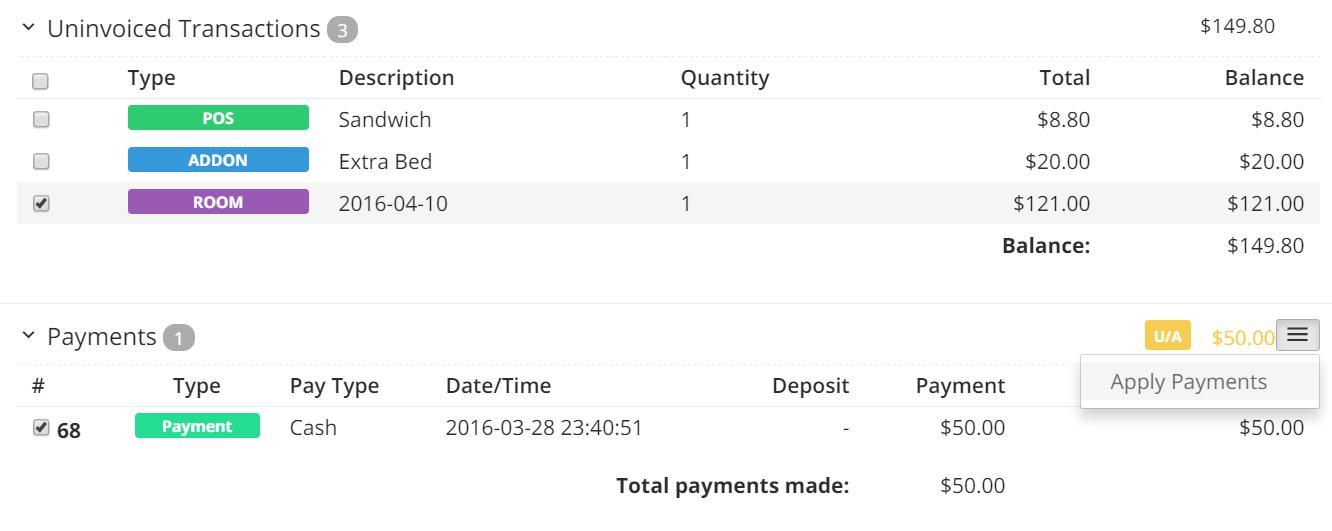 Uninvoiced Transactions 3 $149.80
Type Description Quantity Total Balance
POS Sandwich 1 $8.80 $8.80
ADDON Extra Bed 1 $20.00 $20.00
ROOM 2016-04-10 1 $121.00 $121.00
Balance: $149.80
Payments 1 U/A $50.00
Apply Payments
# Type Pay Type Date/Time Deposit Payment
68 Payment Cash 2016-03-28 23:40:51 - $50.00 $50.00
Total payments made: $50.00